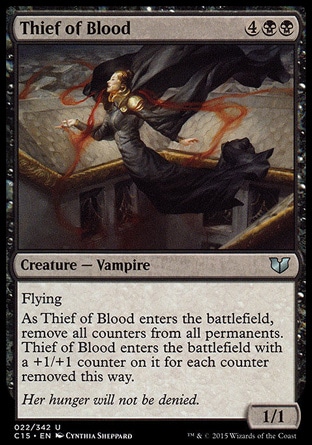 Thief of Blood 4
Creature — Vampire
Flying
As Thief of Blood enters the battlefield,
remove all counters from all permanents.
Thief of Blood enters the battlefield with
a +1/+1 counter on it for each counter
removed this way.
Her hunger will not be denied.
1/1
022/342 U
C15 • EN Cynthia Sheppard
™ & © 2015 Wizards of the Coast